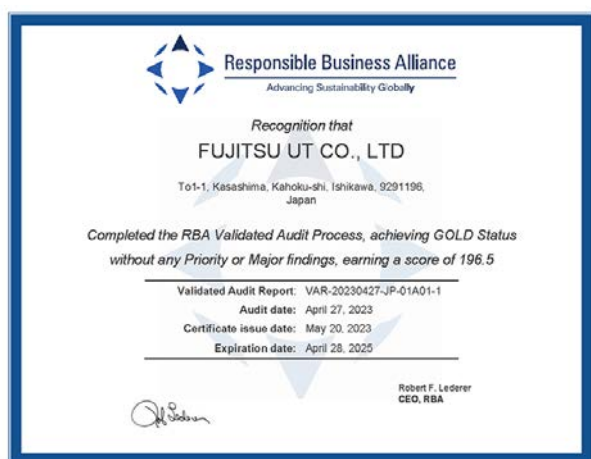 Responsible Business Alliance
Advancing Sustainability Globally
Recognition that
FUJITSU UT CO., LTD
To1-1, Kasashima, Kahoku-shi, Ishikawa, 9291196,
Japan
Completed the RBA Validated Audit Process, achieving GOLD Status
without any Priority or Major findings, earning a score of 196.5
Validated Audit Report: VAR-20230427-JP-01A01-1
Audit date: April 27, 2023
Certificate issue date: May 20, 2023
Expiration date: April 28, 2025
Robert F. Lederer
CEO, RBA